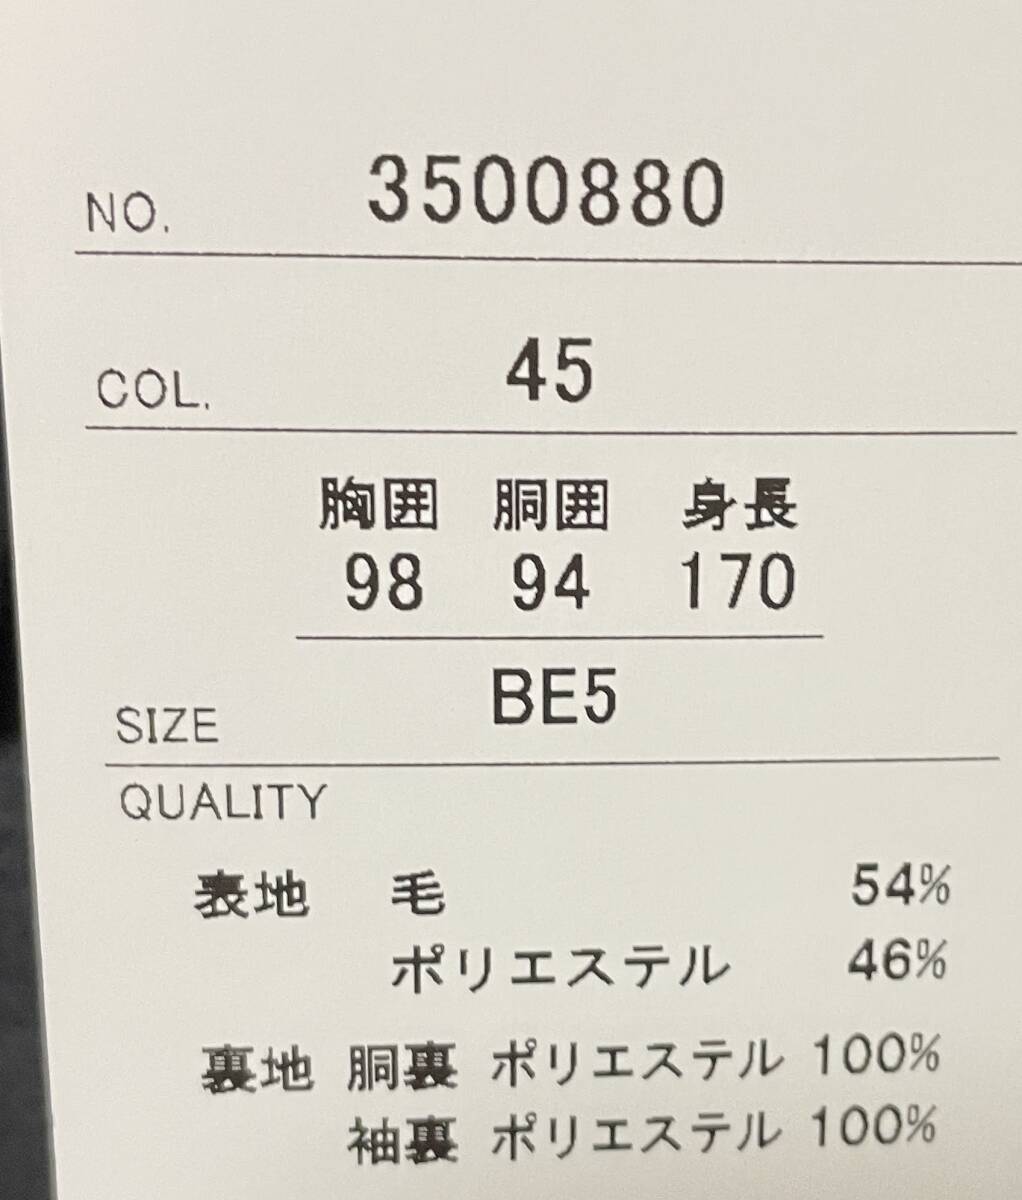 NO. 3500880
COL. 45
胸囲 胴囲 身長
98 94 170
SIZE BE5
QUALITY
表地 毛 54%
ポリエステル 46%
裏地 胴裏 ポリエステル 100%
袖裏 ポリエステル 100%